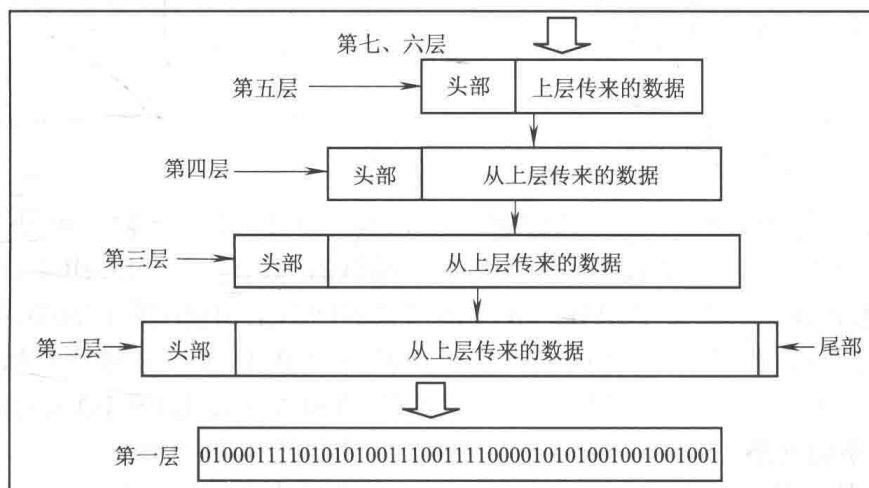 第七、六层
第五层 头部 上层传来的数据
第四层 头部 从上层传来的数据
第三层 头部 从上层传来的数据
第二层 头部 从上层传来的数据 尾部
第一层 0100011110101010011100111100001010100100100100​1